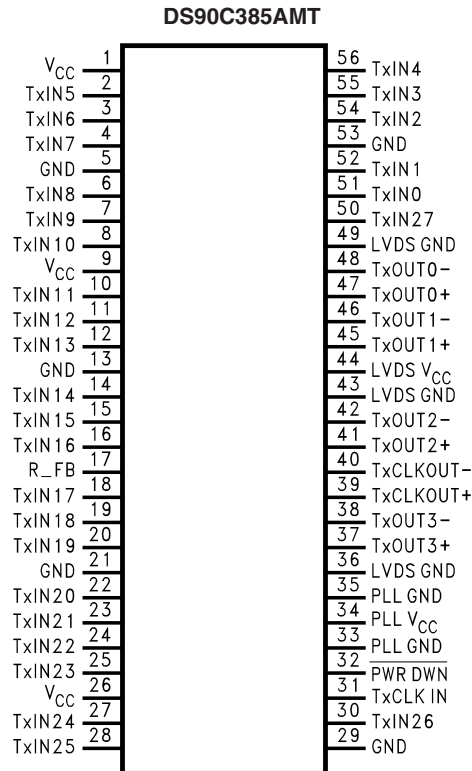 DS90C385AMT
VCC 1
TxIN5 2
TxIN6 3
TxIN7 4
GND 5
TxIN8 6
TxIN9 7
TxIN10 8
VCC 9
TxIN11 10
TxIN12 11
TxIN13 12
GND 13
TxIN14 14
TxIN15 15
TxIN16 16
R_FB 17
TxIN17 18
TxIN18 19
TxIN19 20
GND 21
TxIN20 22
TxIN21 23
TxIN22 24
TxIN23 25
VCC 26
TxIN24 27
TxIN25 28
56 TxIN4
55 TxIN3
54 TxIN2
53 GND
52 TxIN1
51 TxIN0
50 TxIN27
49 LVDS GND
48 TxOUT0−
47 TxOUT0+
46 TxOUT1−
45 TxOUT1+
44 LVDS VCC
43 LVDS GND
42 TxOUT2−
41 TxOUT2+
40 TxCLKOUT−
39 TxCLKOUT+
38 TxOUT3−
37 TxOUT3+
36 LVDS GND
35 PLL GND
34 PLL VCC
33 PLL GND
32 PWR DWN
31 TxCLK IN
30 TxIN26
29 GND